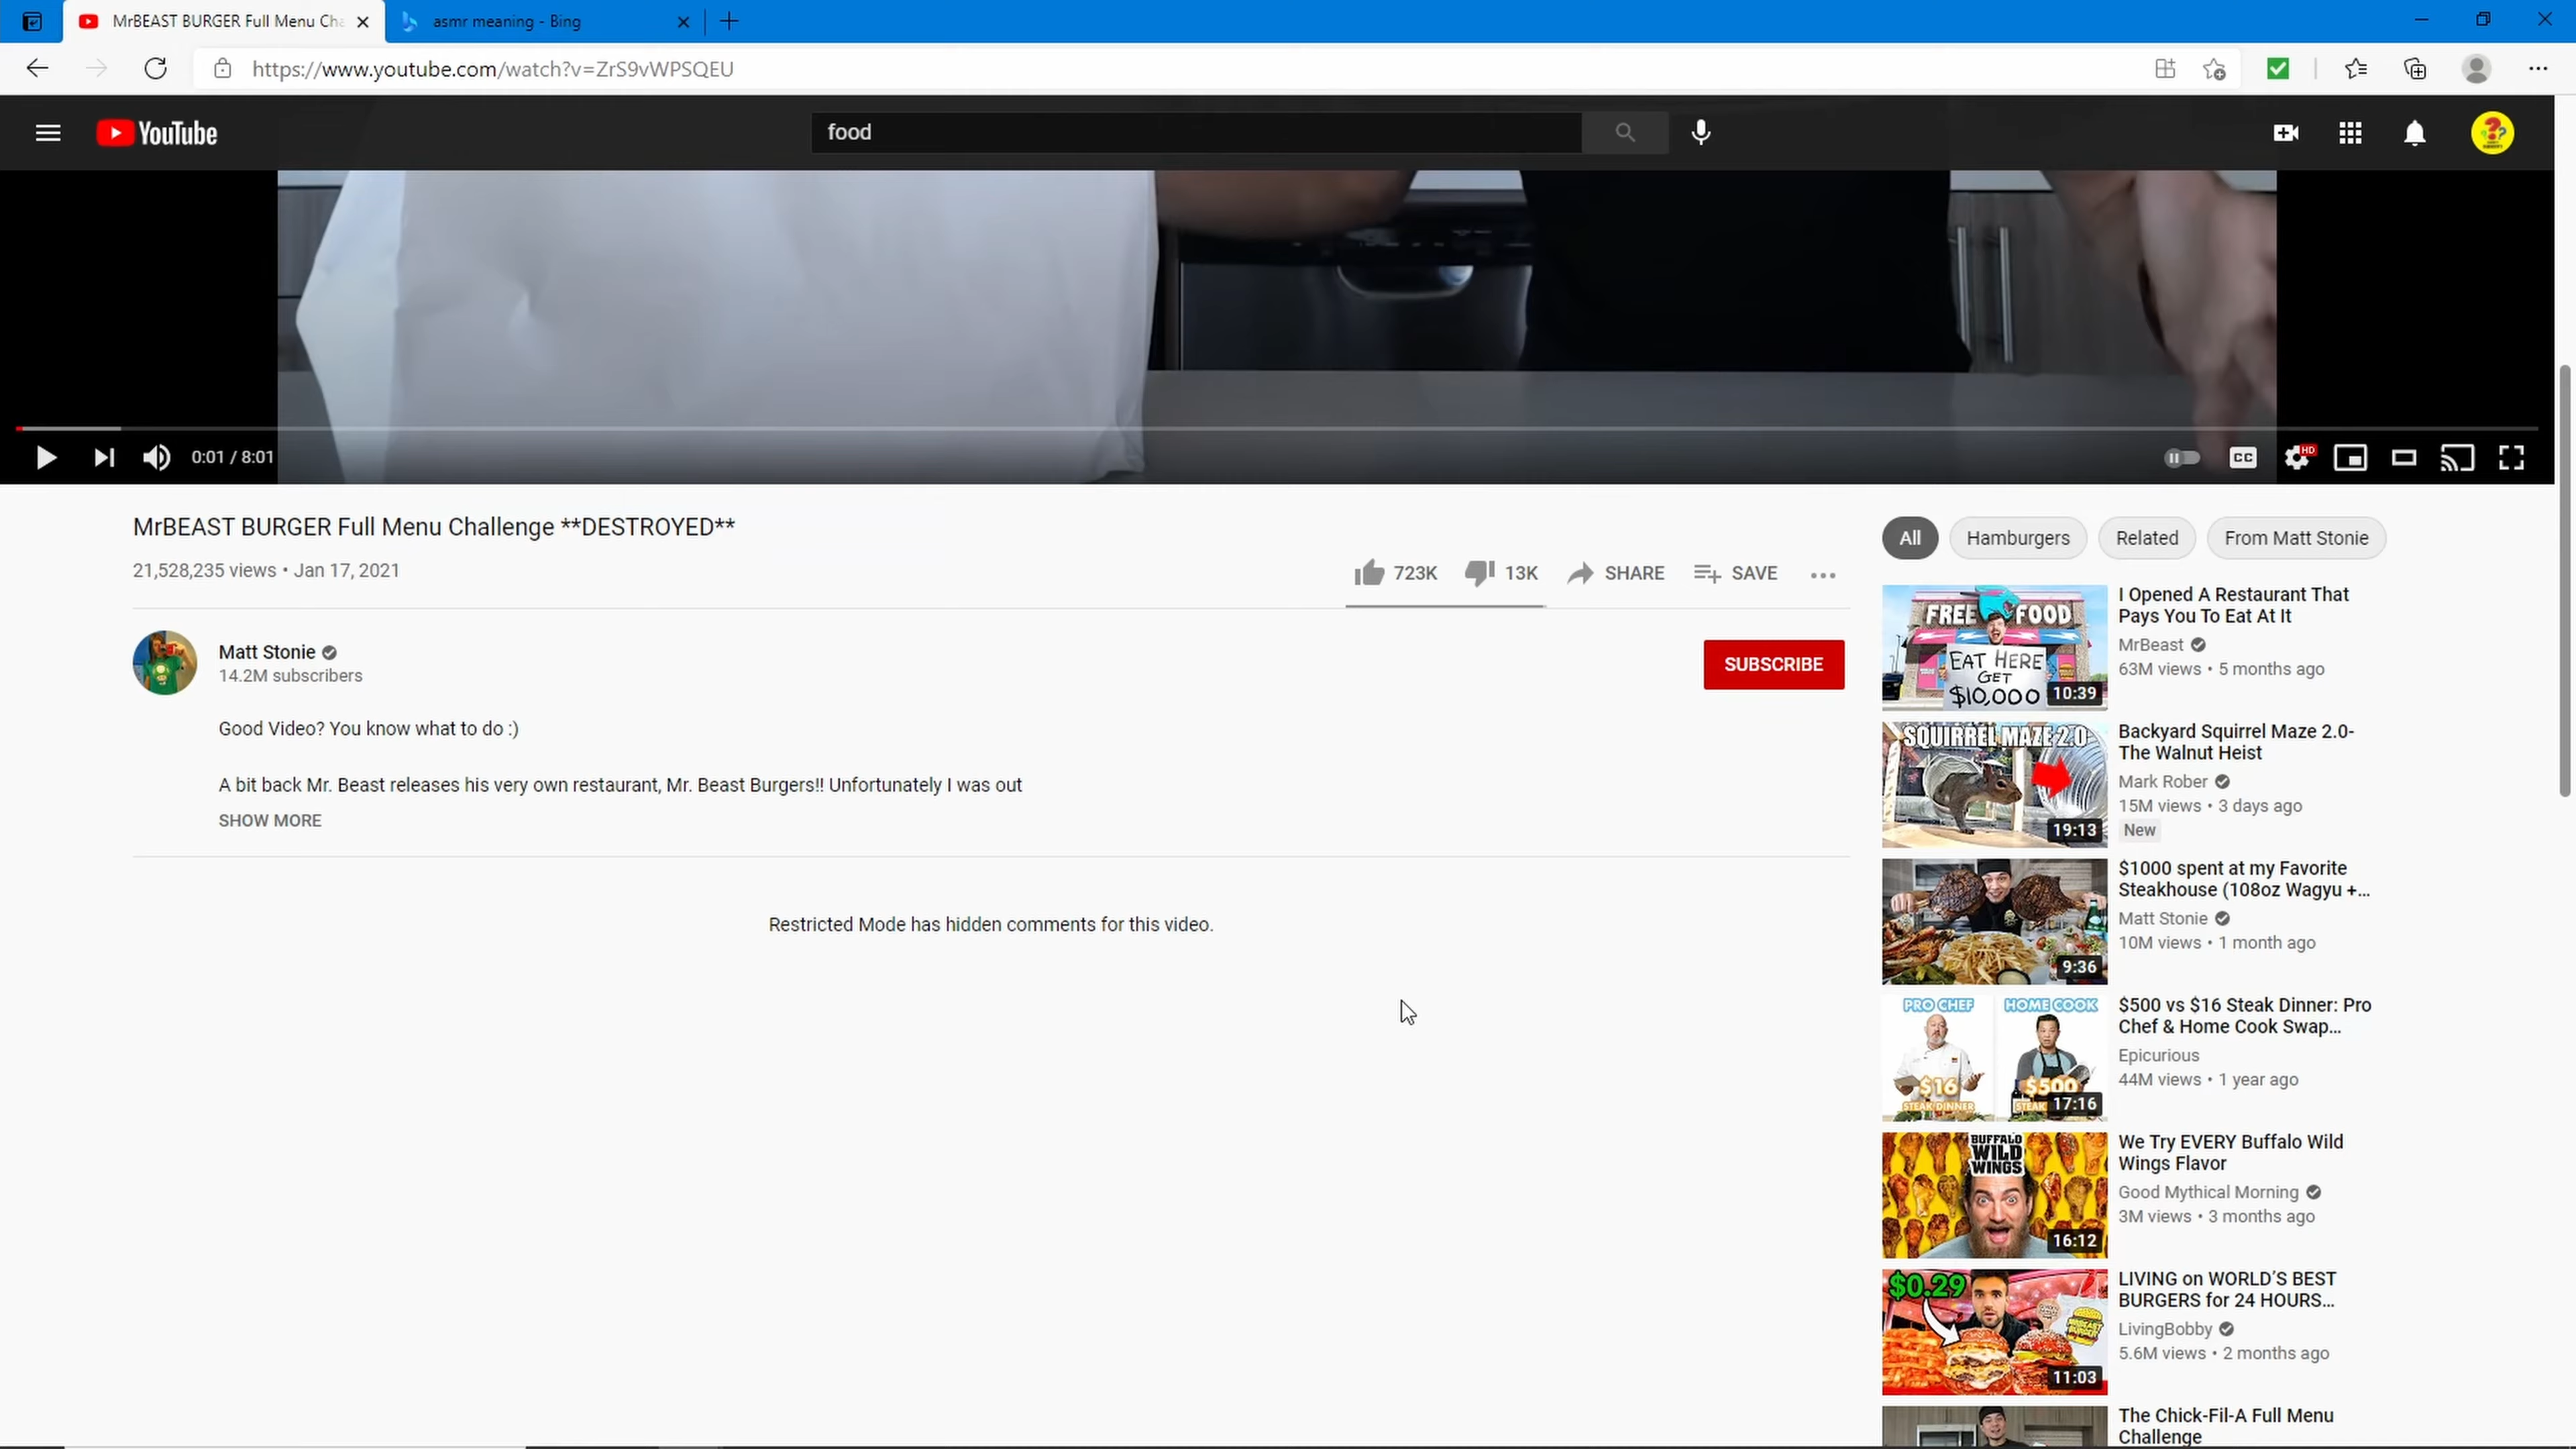 MrBEAST BURGER Full Menu Cha
asmr meaning - Bing
https://www.youtube.com/watch?v=ZrS9vWPSQEU
YouTube
food
0:01 / 8:01
CC
HD
MrBEAST BURGER Full Menu Challenge **DESTROYED**
21,528,235 views • Jan 17, 2021
723K
13K
SHARE
SAVE
Matt Stonie
14.2M subscribers
SUBSCRIBE
Good Video? You know what to do :)
A bit back Mr. Beast releases his very own restaurant, Mr. Beast Burgers!! Unfortunately I was out
SHOW MORE
Restricted Mode has hidden comments for this video.
All
Hamburgers
Related
From Matt Stonie
FREE FOOD
EAT HERE
GET
$10,000
10:39
I Opened A Restaurant That
Pays You To Eat At It
MrBeast
63M views • 5 months ago
SQUIRREL MAZE 2.0
19:13
Backyard Squirrel Maze 2.0-
The Walnut Heist
Mark Rober
15M views • 3 days ago
New
9:36
$1000 spent at my Favorite
Steakhouse (108oz Wagyu +...
Matt Stonie
10M views • 1 month ago
PRO CHEF
HOME COOK
$16
STEAK DINNER
$500
STEAK
17:16
$500 vs $16 Steak Dinner: Pro
Chef & Home Cook Swap...
Epicurious
44M views • 1 year ago
BUFFALO
WILD
WINGS
16:12
We Try EVERY Buffalo Wild
Wings Flavor
Good Mythical Morning
3M views • 3 months ago
$0.29
11:03
LIVING on WORLD'S BEST
BURGERS for 24 HOURS...
LivingBobby
5.6M views • 2 months ago
The Chick-Fil-A Full Menu
Challenge